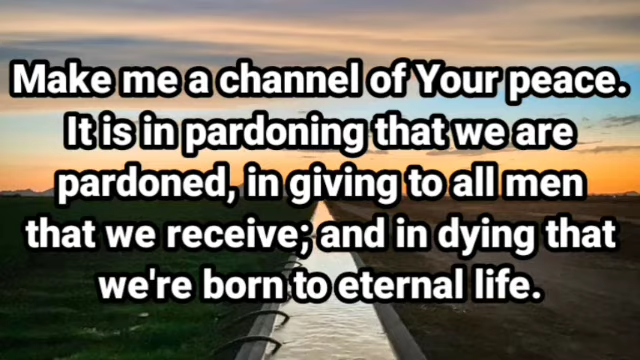 Make me a channel of Your peace.
It is in pardoning that we are
pardoned, in giving to all men
that we receive; and in dying that
we're born to eternal life.